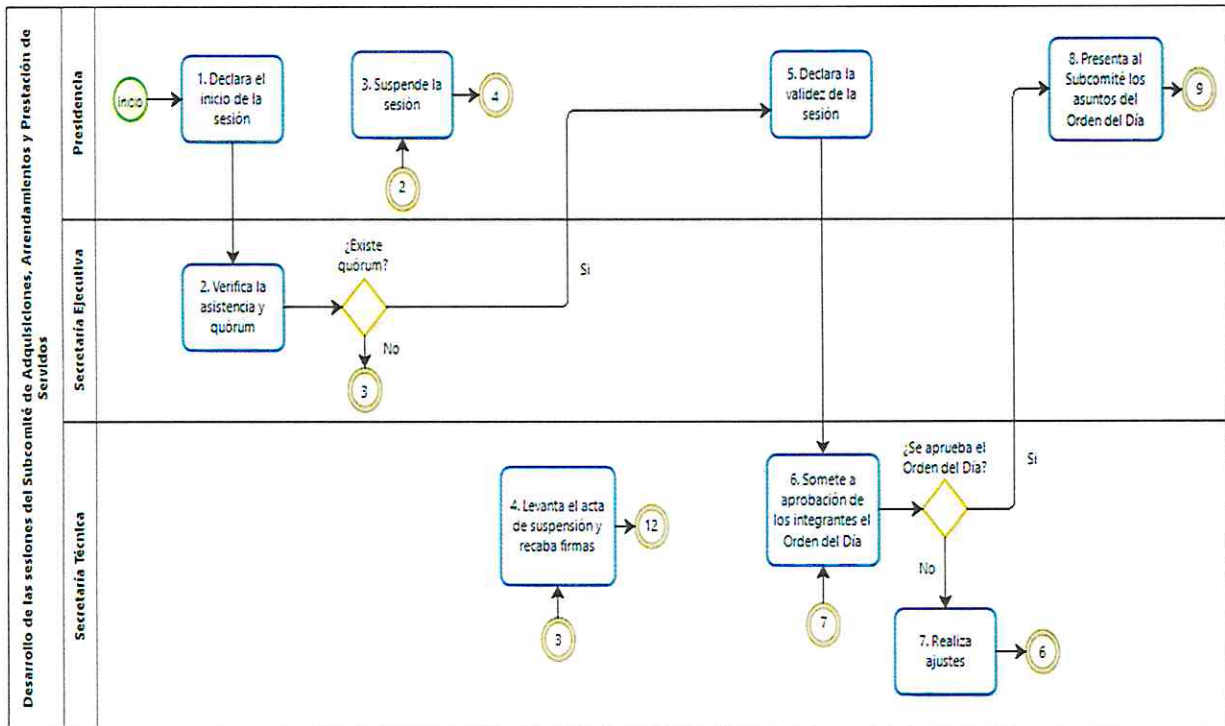 Desarrollo de las sesiones del Subcomité de Adquisiciones, Arrendamientos y Prestación de
Servidos
Presidencia
Inicio
1. Declara el
inicio de la
sesión
3. Suspende la
sesión
4
2
5. Declara la
validez de la
sesión
8. Presenta al
Subcomité los
asuntos del
Orden del Día
9
Secretaría Ejecutiva
2. Verifica la
asistencia y
quórum
¿Existe
quórum?
Si
No
3
Secretaría Técnica
4. Levanta el acta
de suspensión y
recaba firmas
12
3
6. Somete a
aprobación de
los integrantes el
Orden del Día
7
¿Se aprueba el
Orden del Día?
Si
No
7. Realiza
ajustes
6